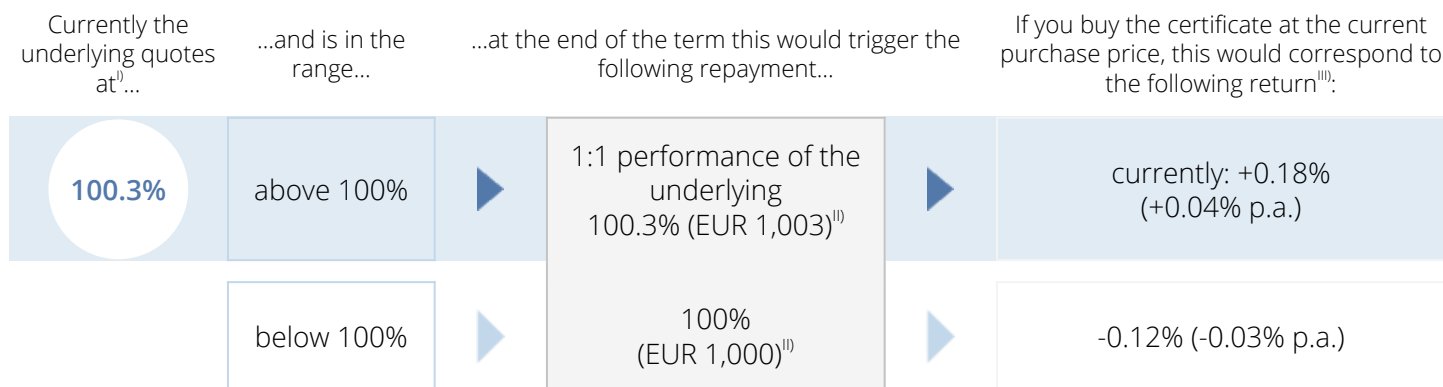 Currently the
underlying quotes
at^I)...
...and is in the
range...
...at the end of the term this would trigger the
following repayment...
If you buy the certificate at the current
purchase price, this would correspond to
the following return^III):
100.3%
above 100%
1:1 performance of the
underlying
100.3% (EUR 1,003)^II)
currently: +0.18%
(+0.04% p.a.)
below 100%
100%
(EUR 1,000)^II)
-0.12% (-0.03% p.a.)